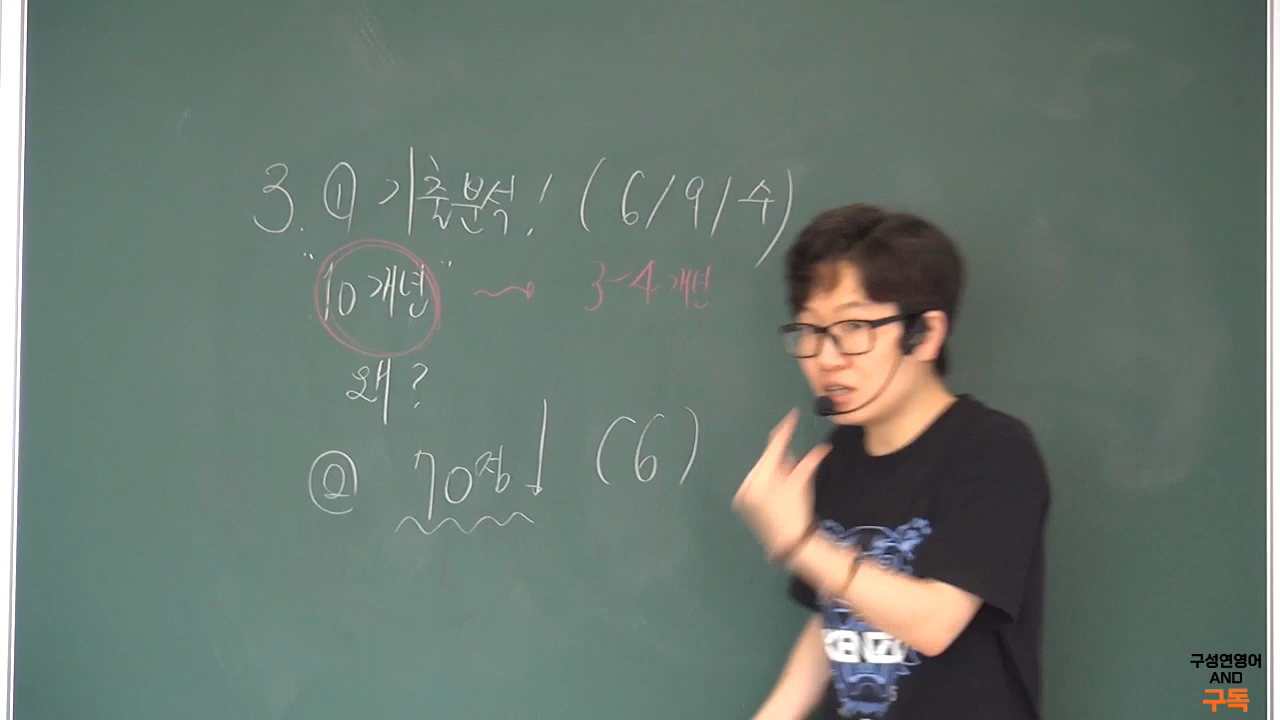 3. ① 기출분석! (6/9/수)
"10개년" → 3~4개년
왜?
② 70점↓ (6)
KENZO
구성연영어
AND
구독